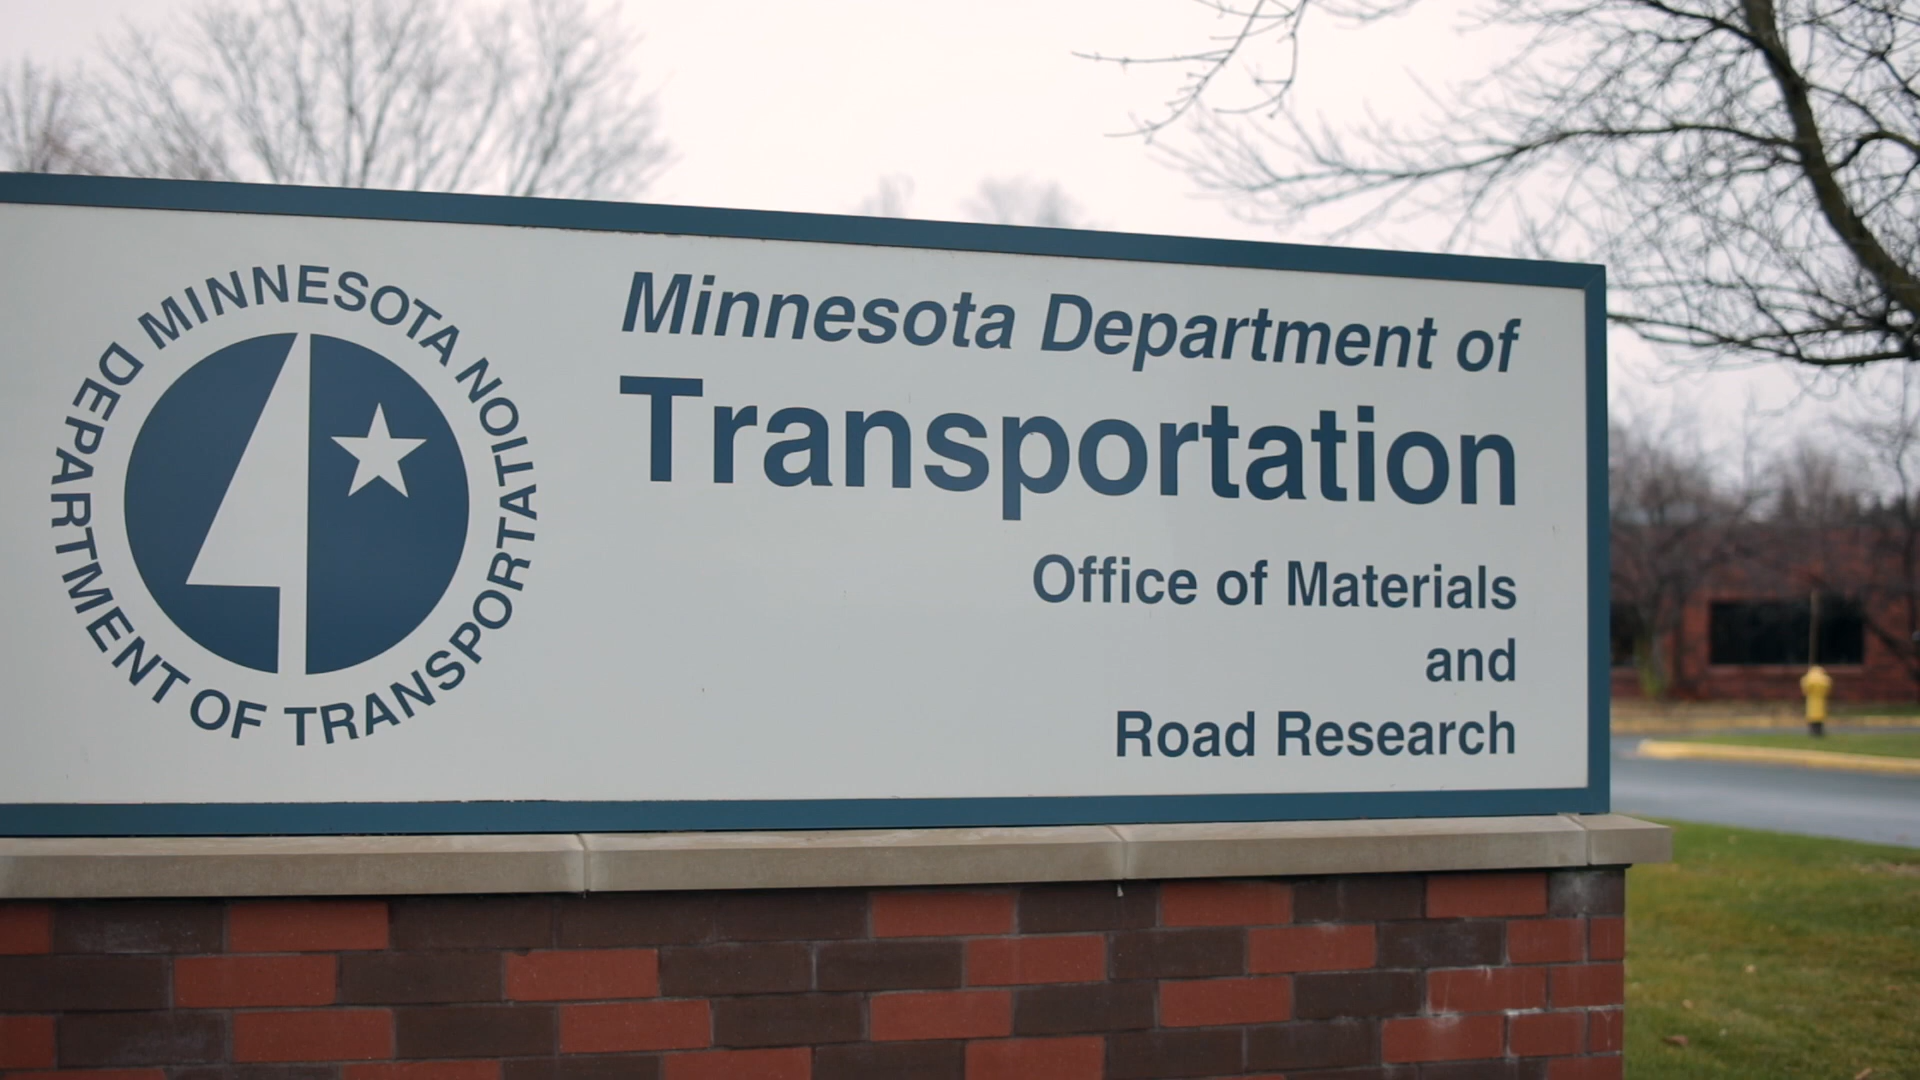 MINNESOTA DEPARTMENT OF TRANSPORTATION
Minnesota Department of
Transportation
Office of Materials
and
Road Research